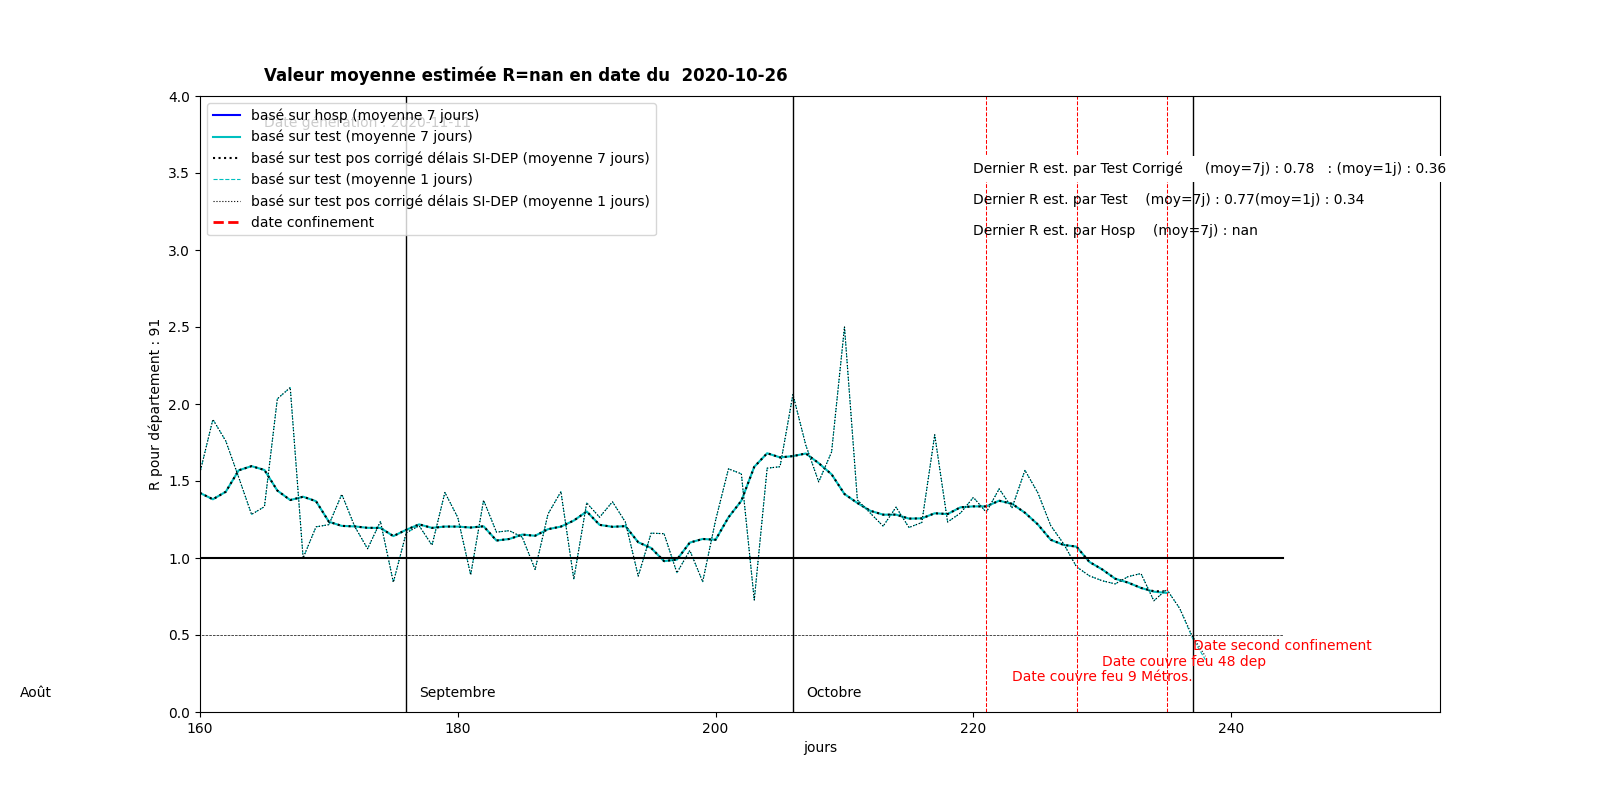 Valeur moyenne estimée R=nan en date du  2020-10-26
Date génération : 2020-11-11
basé sur hosp (moyenne 7 jours)
basé sur test (moyenne 7 jours)
basé sur test pos corrigé délais SI-DEP (moyenne 7 jours)
basé sur test (moyenne 1 jours)
basé sur test pos corrigé délais SI-DEP (moyenne 1 jours)
date confinement
Dernier R est. par Test Corrigé     (moy=7j) : 0.78   : (moy=1j) : 0.36
Dernier R est. par Test    (moy=7j) : 0.77(moy=1j) : 0.34
Dernier R est. par Hosp    (moy=7j) : nan
4.0
3.5
3.0
2.5
2.0
1.5
1.0
0.5
0.0
R pour département : 91
Date second confinement
Date couvre feu 48 dep
Date couvre feu 9 Métros.
Août
Septembre
Octobre
160
180
200
220
240
jours